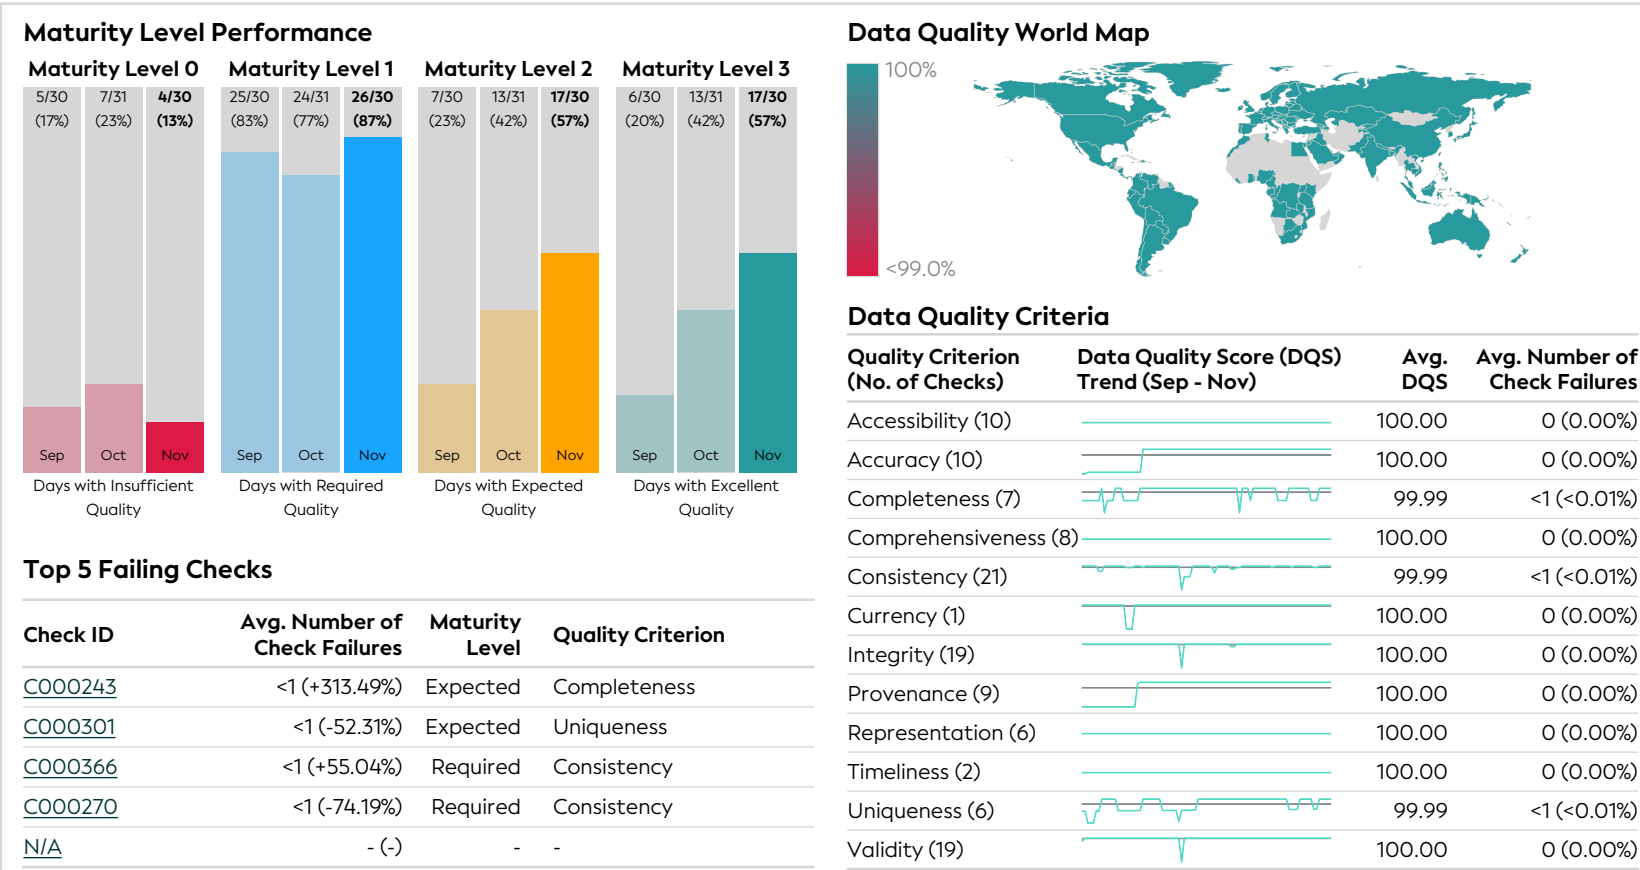 Maturity Level Performance
Maturity Level 0
Maturity Level 1
Maturity Level 2
Maturity Level 3
5/30 7/31 4/30
(17%) (23%) (13%)
25/30 24/31 26/30
(83%) (77%) (87%)
7/30 13/31 17/30
(23%) (42%) (57%)
6/30 13/31 17/30
(20%) (42%) (57%)
Sep Oct Nov
Sep Oct Nov
Sep Oct Nov
Sep Oct Nov
Days with Insufficient
Quality
Days with Required
Quality
Days with Expected
Quality
Days with Excellent
Quality
Top 5 Failing Checks
Check ID
Avg. Number of
Check Failures
Maturity
Level
Quality Criterion
C000243 <1 (+313.49%) Expected Completeness
C000301 <1 (-52.31%) Expected Uniqueness
C000366 <1 (+55.04%) Required Consistency
C000270 <1 (-74.19%) Required Consistency
N/A - (-) - -
Data Quality World Map
100%
<99.0%
Data Quality Criteria
Quality Criterion
(No. of Checks)
Data Quality Score (DQS)
Trend (Sep - Nov)
Avg.
DQS
Avg. Number of
Check Failures
Accessibility (10) 100.00 0 (0.00%)
Accuracy (10) 100.00 0 (0.00%)
Completeness (7) 99.99 <1 (<0.01%)
Comprehensiveness (8) 100.00 0 (0.00%)
Consistency (21) 99.99 <1 (<0.01%)
Currency (1) 100.00 0 (0.00%)
Integrity (19) 100.00 0 (0.00%)
Provenance (9) 100.00 0 (0.00%)
Representation (6) 100.00 0 (0.00%)
Timeliness (2) 100.00 0 (0.00%)
Uniqueness (6) 99.99 <1 (<0.01%)
Validity (19) 100.00 0 (0.00%)